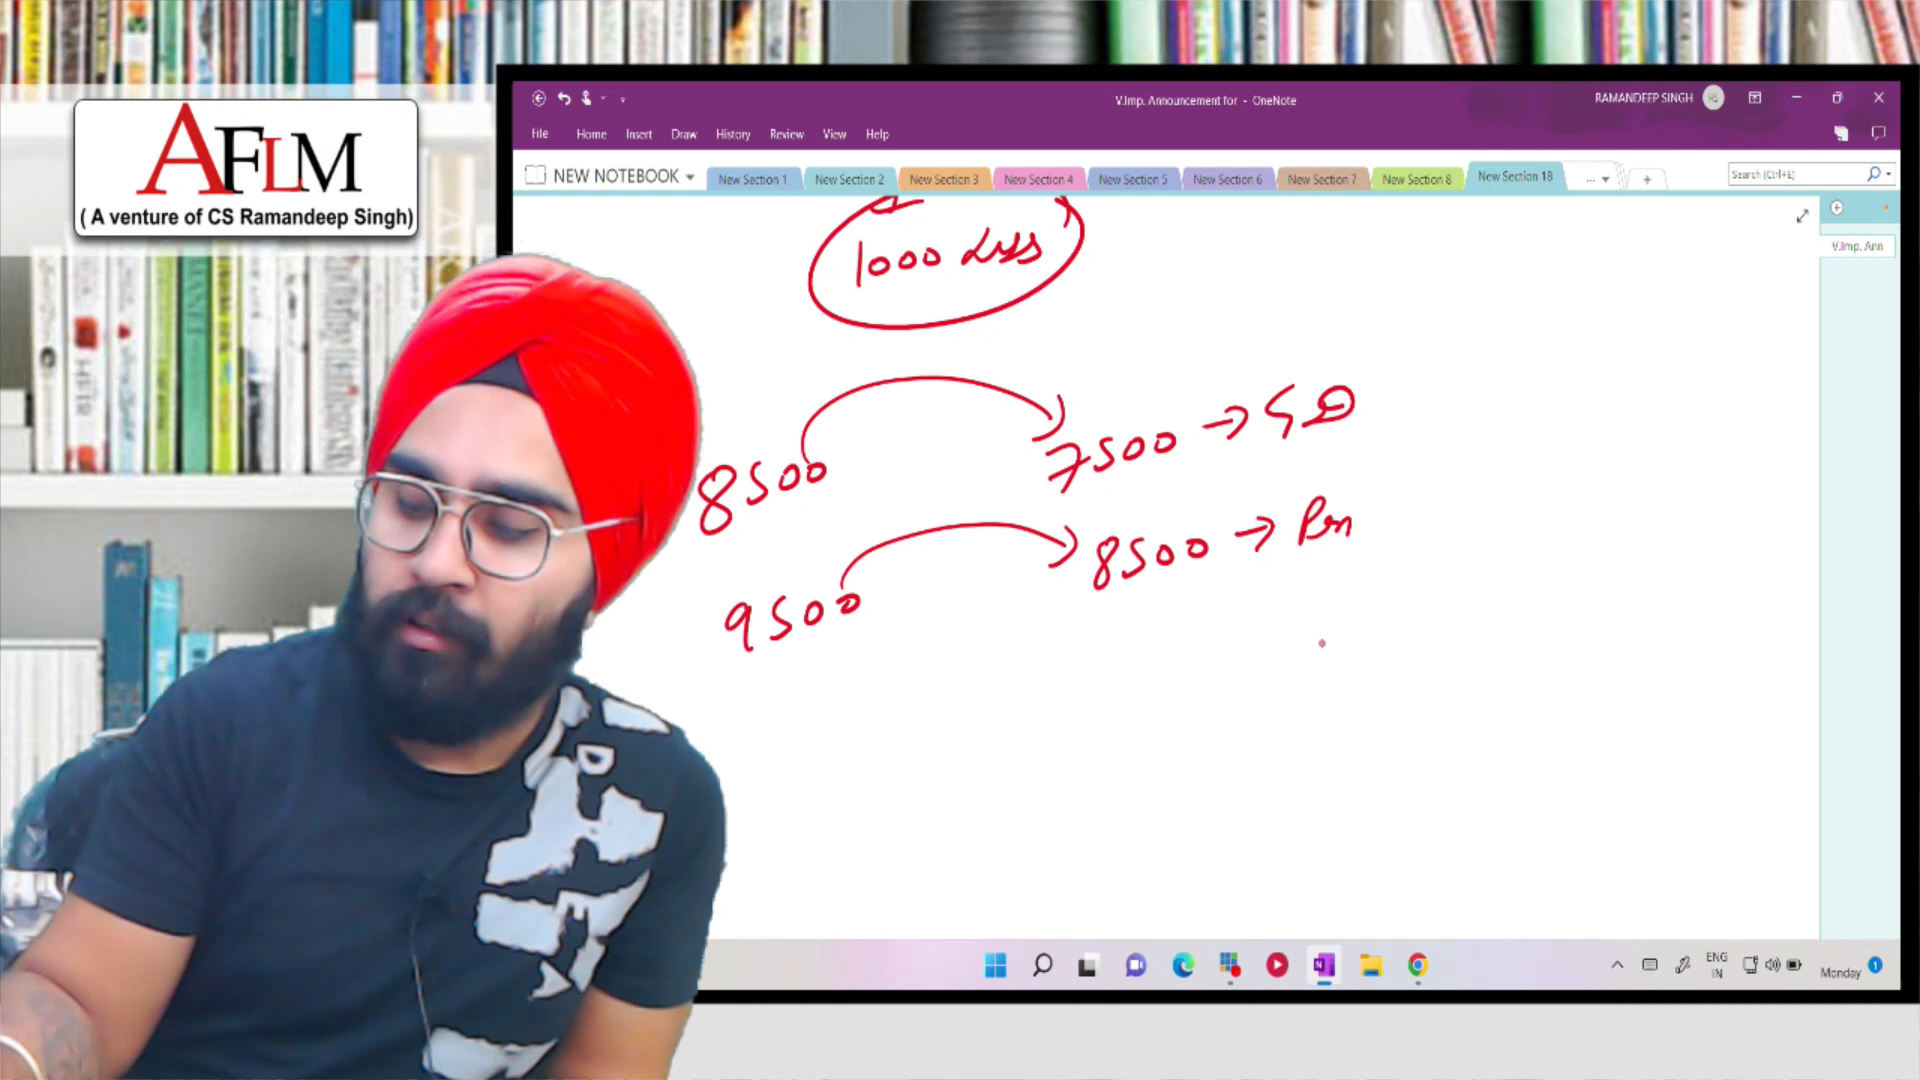 AFLM
( A venture of CS Ramandeep Singh)
V.Imp. Announcement for - OneNote
RAMANDEEP SINGH
RS
File Home Insert Draw History Review View Help
NEW NOTEBOOK
New Section 1 New Section 2 New Section 3 New Section 4 New Section 5 New Section 6 New Section 7 New Section 8 New Section 18 ...
Search (Ctrl+E)
V.Imp. Ann
1000 Less
8500 7500 →
9500 8500 →
ENG
IN
Monday 1